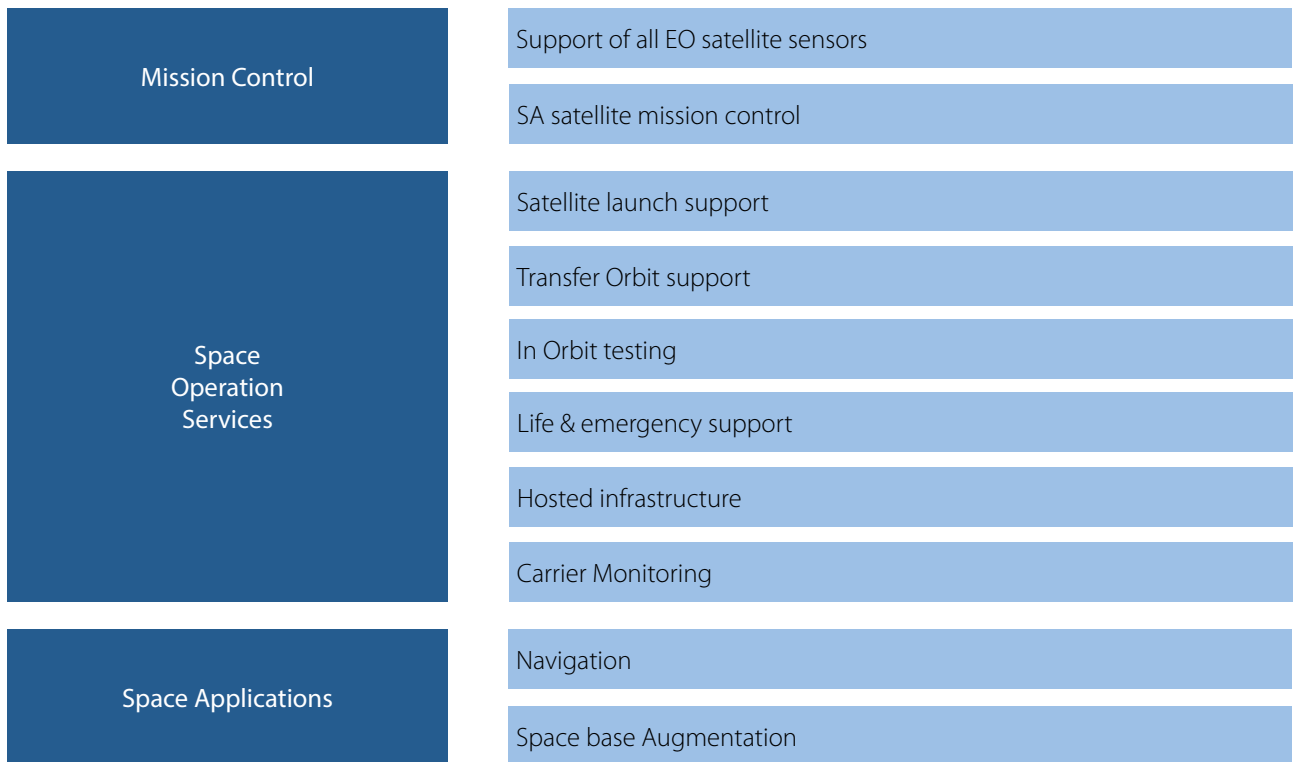 Mission Control
Support of all EO satellite sensors
SA satellite mission control
Space
Operation
Services
Satellite launch support
Transfer Orbit support
In Orbit testing
Life & emergency support
Hosted infrastructure
Carrier Monitoring
Space Applications
Navigation
Space base Augmentation